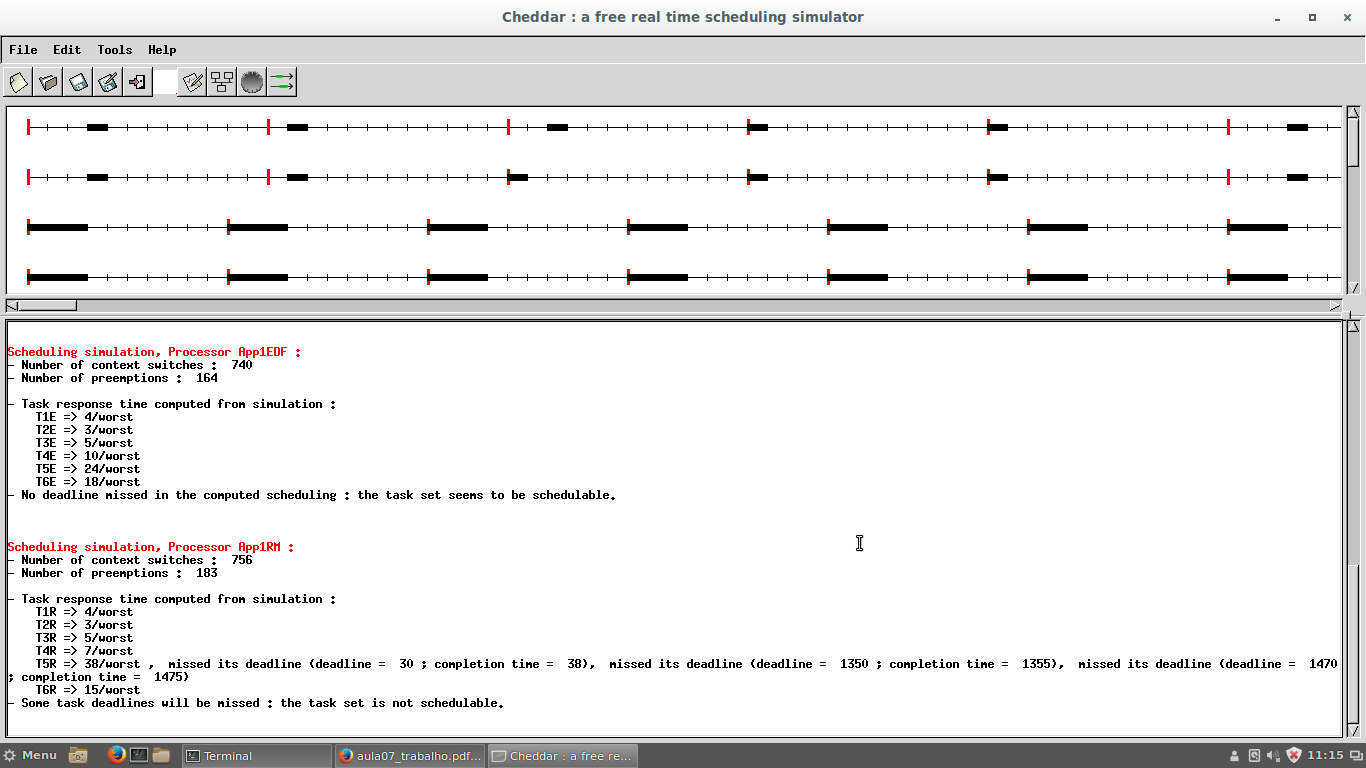 Cheddar : a free real time scheduling simulator
File Edit Tools Help
Scheduling simulation, Processor App1EDF :
- Number of context switches :  740
- Number of preemptions :  164
- Task response time computed from simulation :
T1E => 4/worst
T2E => 3/worst
T3E => 5/worst
T4E => 10/worst
T5E => 24/worst
T6E => 18/worst
- No deadline missed in the computed scheduling : the task set seems to be schedulable.
Scheduling simulation, Processor App1RM :
- Number of context switches :  756
- Number of preemptions :  183
- Task response time computed from simulation :
T1R => 4/worst
T2R => 3/worst
T3R => 5/worst
T4R => 7/worst
T5R => 38/worst ,  missed its deadline (deadline =  30 ; completion time =  38),  missed its deadline (deadline =  1350 ; completion time =  1355),  missed its deadline (deadline =  1470
; completion time =  1475)
T6R => 15/worst
- Some task deadlines will be missed : the task set is not schedulable.
Menu Terminal aula07_trabalho.pdf... Cheddar : a free re... 11:15